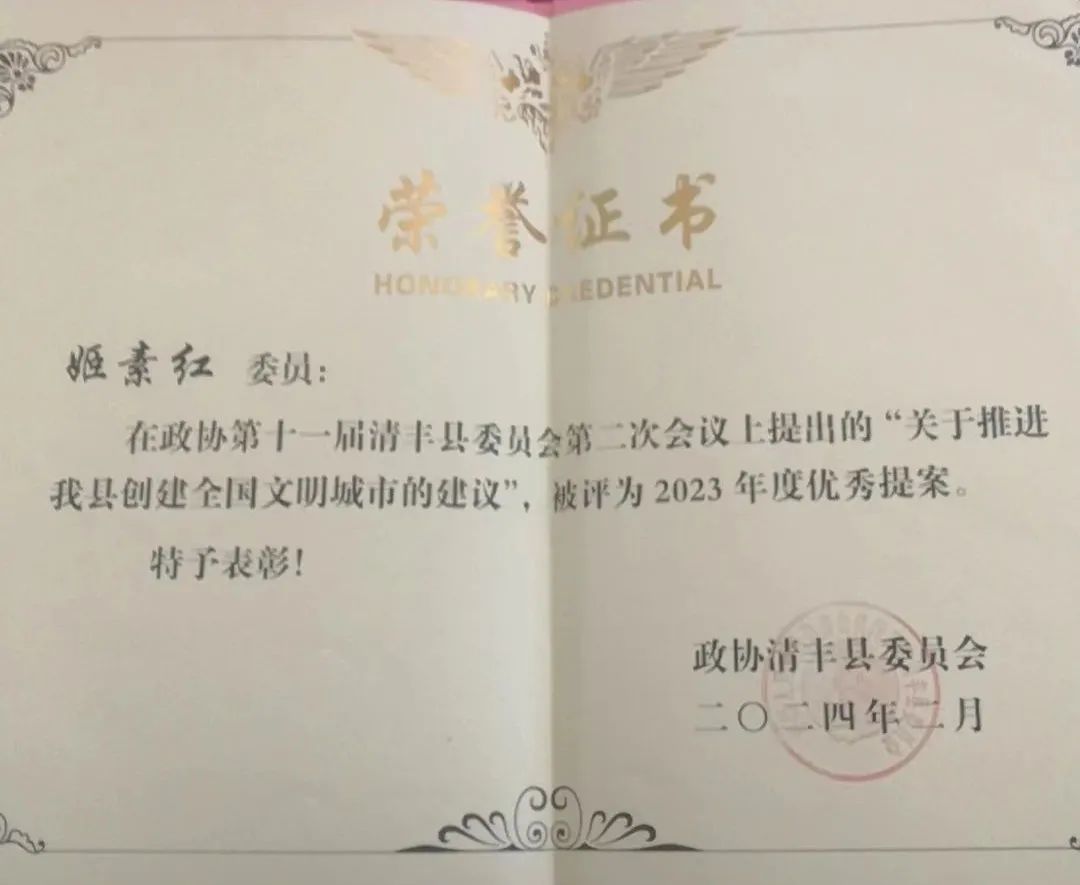 荣誉证书
HONORARY CREDENTIAL
姬素红 委员：
在政协第十一届清丰县委员会第二次会议上提出的“关于推进
我县创建全国文明城市的建议”，被评为 2023 年度优秀提案。
特予表彰！
政协清丰县委员会
二〇二四年二月